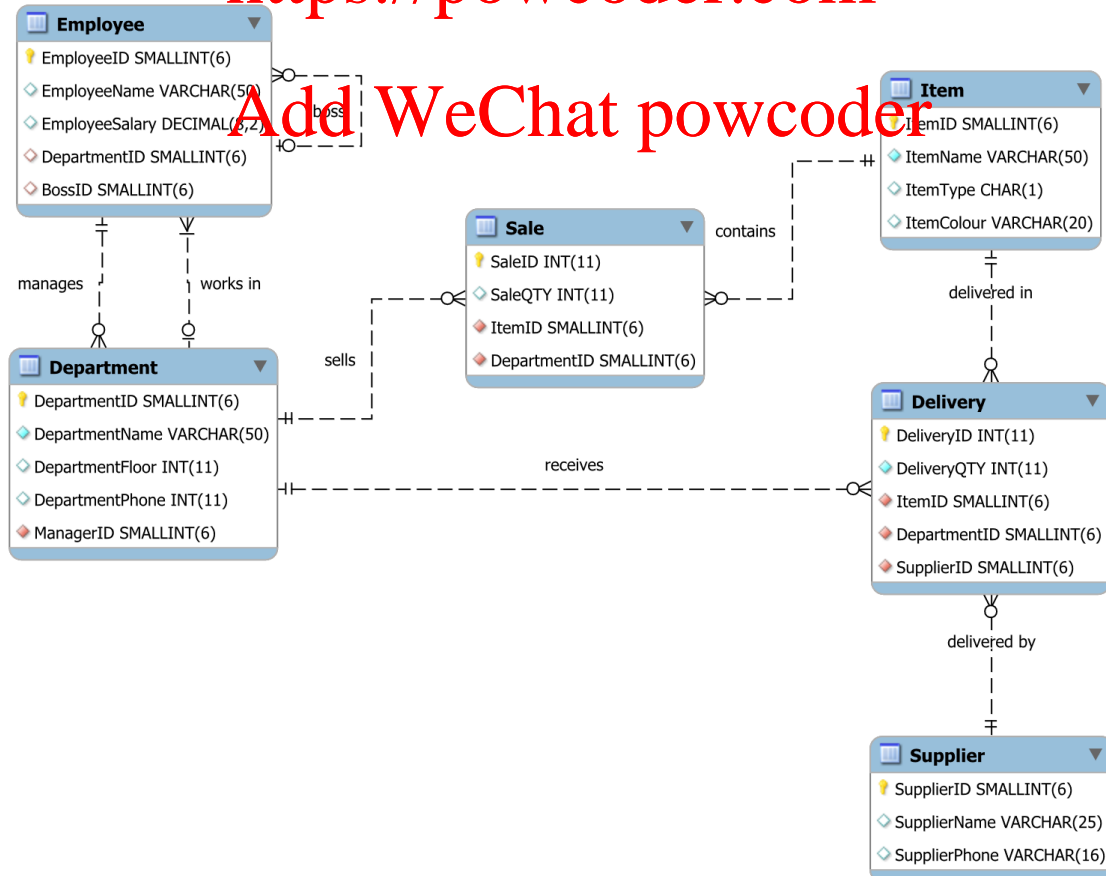 https://powcoder.com
Add WeChat powcoder
Employee
EmployeeID SMALLINT(6)
EmployeeName VARCHAR(50)
EmployeeSalary DECIMAL(8,2)
DepartmentID SMALLINT(6)
BossID SMALLINT(6)
boss
manages
works in
Department
DepartmentID SMALLINT(6)
DepartmentName VARCHAR(50)
DepartmentFloor INT(11)
DepartmentPhone INT(11)
ManagerID SMALLINT(6)
sells
Sale
SaleID INT(11)
SaleQTY INT(11)
ItemID SMALLINT(6)
DepartmentID SMALLINT(6)
contains
receives
Item
ItemID SMALLINT(6)
ItemName VARCHAR(50)
ItemType CHAR(1)
ItemColour VARCHAR(20)
delivered in
Delivery
DeliveryID INT(11)
DeliveryQTY INT(11)
ItemID SMALLINT(6)
DepartmentID SMALLINT(6)
SupplierID SMALLINT(6)
delivered by
Supplier
SupplierID SMALLINT(6)
SupplierName VARCHAR(25)
SupplierPhone VARCHAR(16)